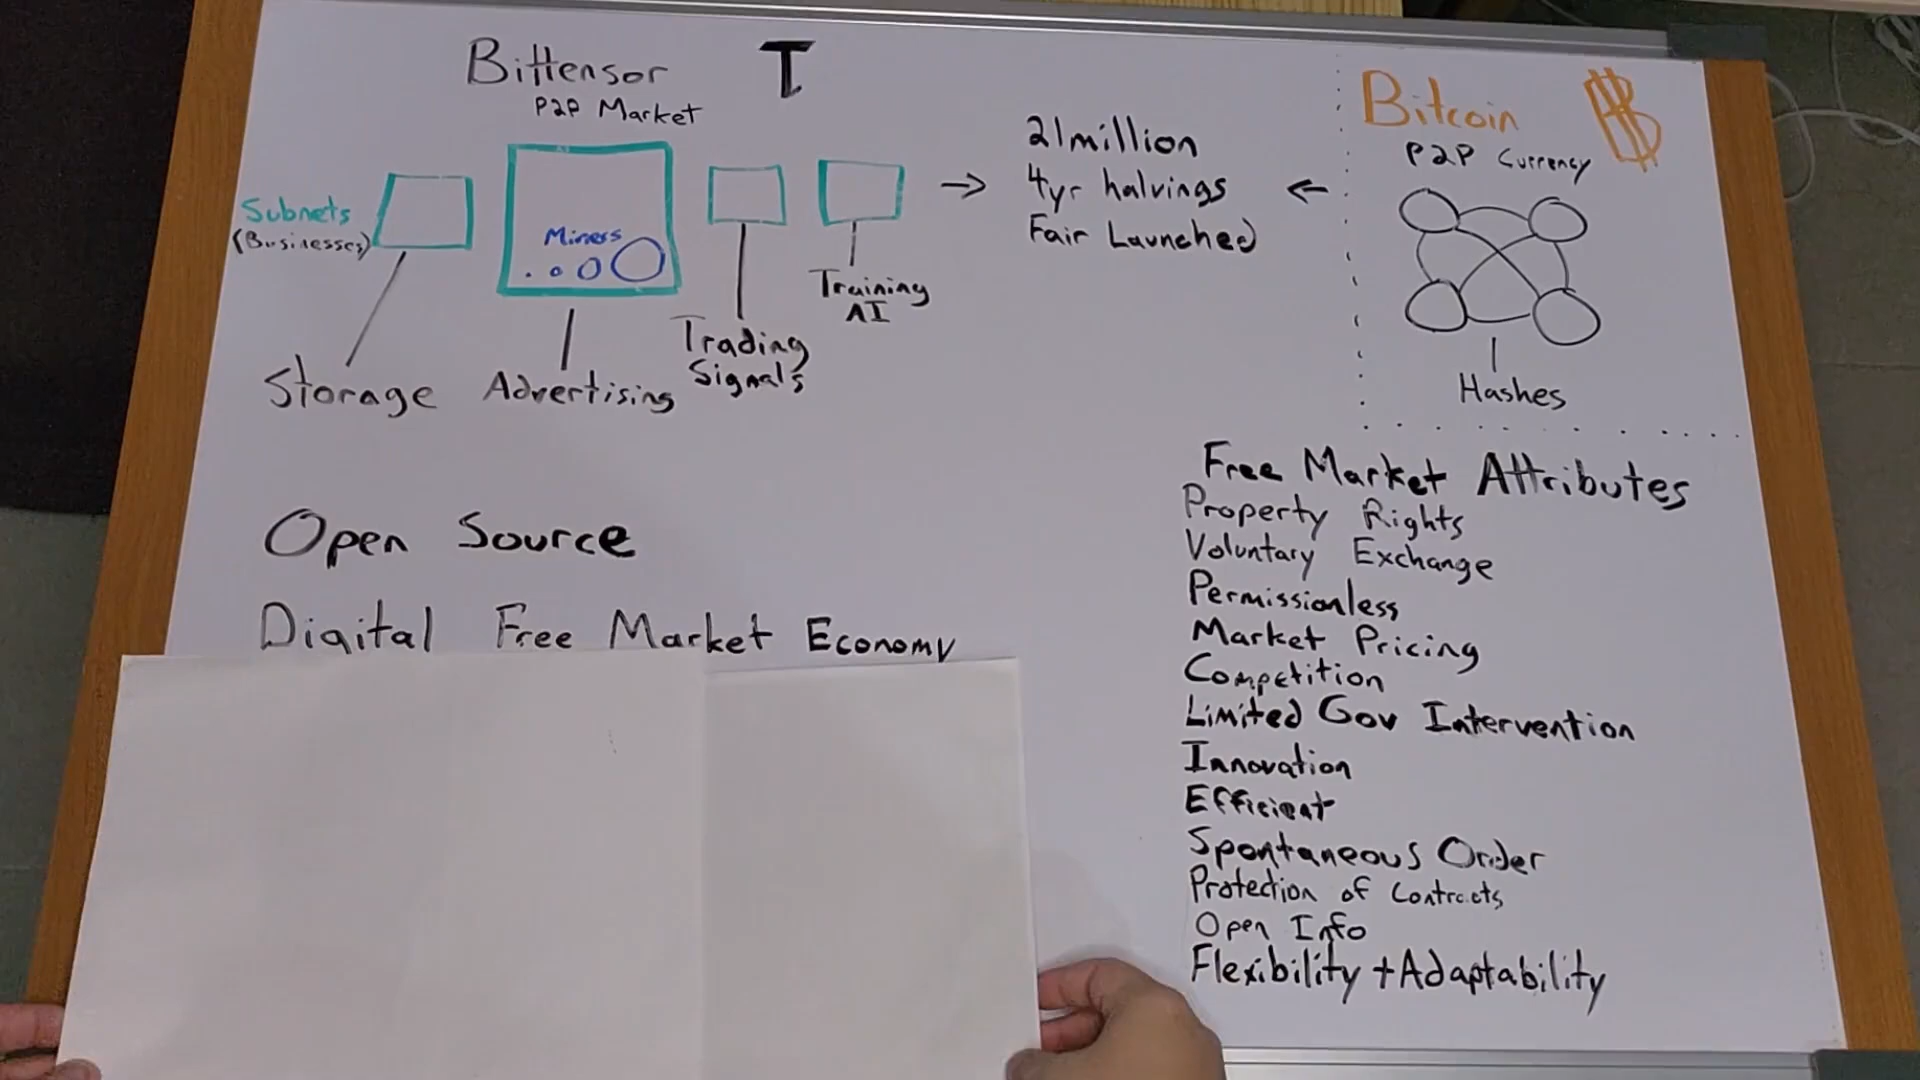 Bittensor T
P2P Market
Subnets
(Businesses)
Miners
Storage
Advertising
Trading
Signals
Training
AI
21million
4yr halvings
Fair Launched
Bitcoin ₿
P2P Currency
Hashes
Open Source
Digital Free Market Economy
Free Market Attributes
Property Rights
Voluntary Exchange
Permissionless
Market Pricing
Competition
Limited Gov Intervention
Innovation
Efficient
Spontaneous Order
Protection of Contracts
Open Info
Flexibility + Adaptability